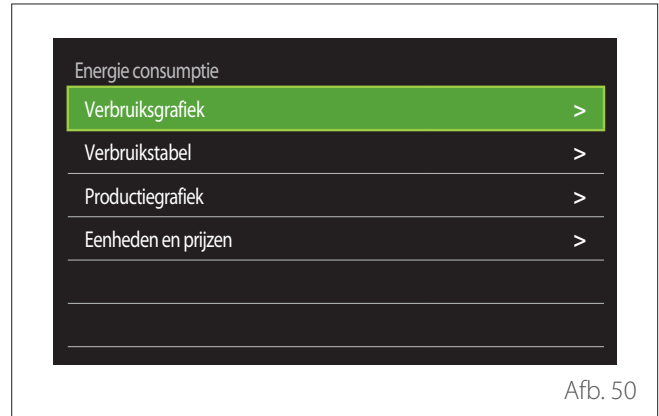 Energie consumptie
Verbruiksgrafiek >
Verbruikstabel >
Productiegrafiek >
Eenheden en prijzen >
Afb. 50